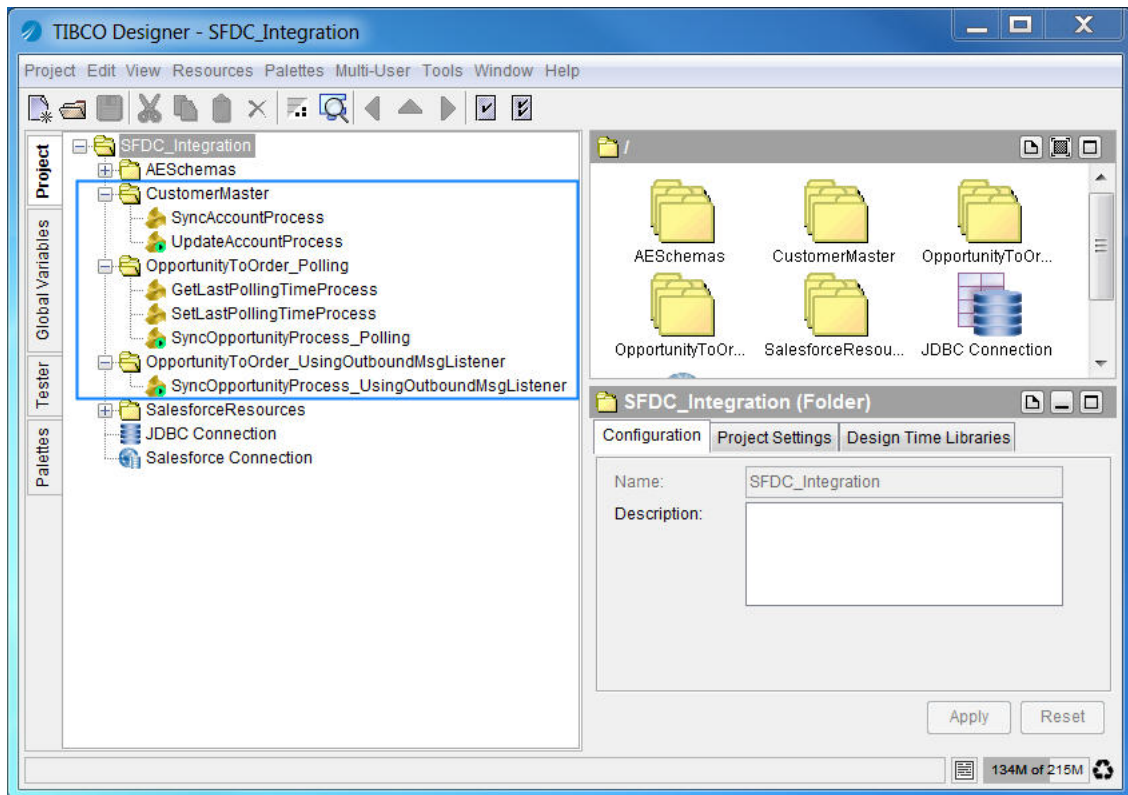 TIBCO Designer - SFDC_Integration
Project Edit View Resources Palettes Multi-User Tools Window Help
Project
Global Variables
Tester
Palettes
SFDC_Integration
AESchemas
CustomerMaster
SyncAccountProcess
UpdateAccountProcess
OpportunityToOrder_Polling
GetLastPollingTimeProcess
SetLastPollingTimeProcess
SyncOpportunityProcess_Polling
OpportunityToOrder_UsingOutboundMsgListener
SyncOpportunityProcess_UsingOutboundMsgListener
SalesforceResources
JDBC Connection
Salesforce Connection
/
AESchemas CustomerMaster OpportunityToOr...
OpportunityToOr... SalesforceResou... JDBC Connection
SFDC_Integration (Folder)
Configuration Project Settings Design Time Libraries
Name: SFDC_Integration
Description:
Apply Reset
134M of 215M